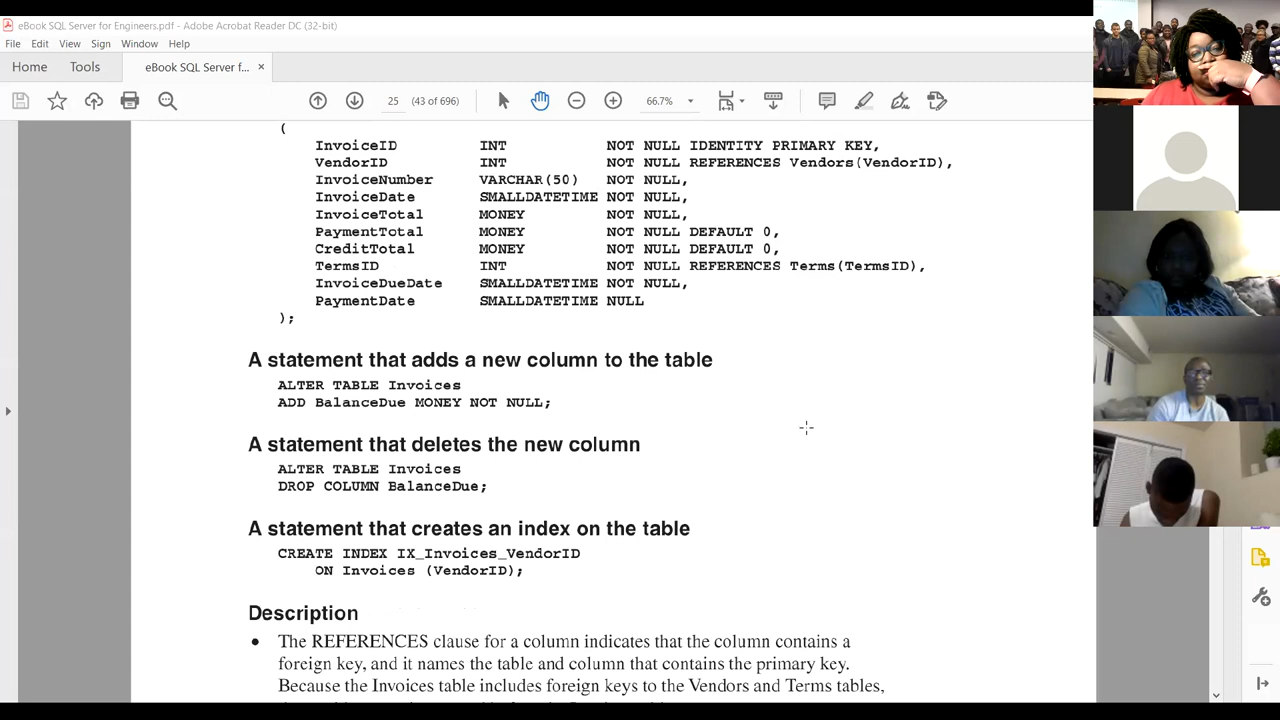 eBook SQL Server for Engineers.pdf - Adobe Acrobat Reader DC (32-bit)
File Edit View Sign Window Help
Home Tools eBook SQL Server f... ×
(43 of 696) 66.7%
(
InvoiceID INT NOT NULL IDENTITY PRIMARY KEY,
VendorID INT NOT NULL REFERENCES Vendors(VendorID),
InvoiceNumber VARCHAR(50) NOT NULL,
InvoiceDate SMALLDATETIME NOT NULL,
InvoiceTotal MONEY NOT NULL,
PaymentTotal MONEY NOT NULL DEFAULT 0,
CreditTotal MONEY NOT NULL DEFAULT 0,
TermsID INT NOT NULL REFERENCES Terms(TermsID),
InvoiceDueDate SMALLDATETIME NOT NULL,
PaymentDate SMALLDATETIME NULL
);
A statement that adds a new column to the table
ALTER TABLE Invoices
ADD BalanceDue MONEY NOT NULL;
A statement that deletes the new column
ALTER TABLE Invoices
DROP COLUMN BalanceDue;
A statement that creates an index on the table
CREATE INDEX IX_Invoices_VendorID
ON Invoices (VendorID);
Description
• The REFERENCES clause for a column indicates that the column contains a
foreign key, and it names the table and column that contains the primary key.
Because the Invoices table includes foreign keys to the Vendors and Terms tables,